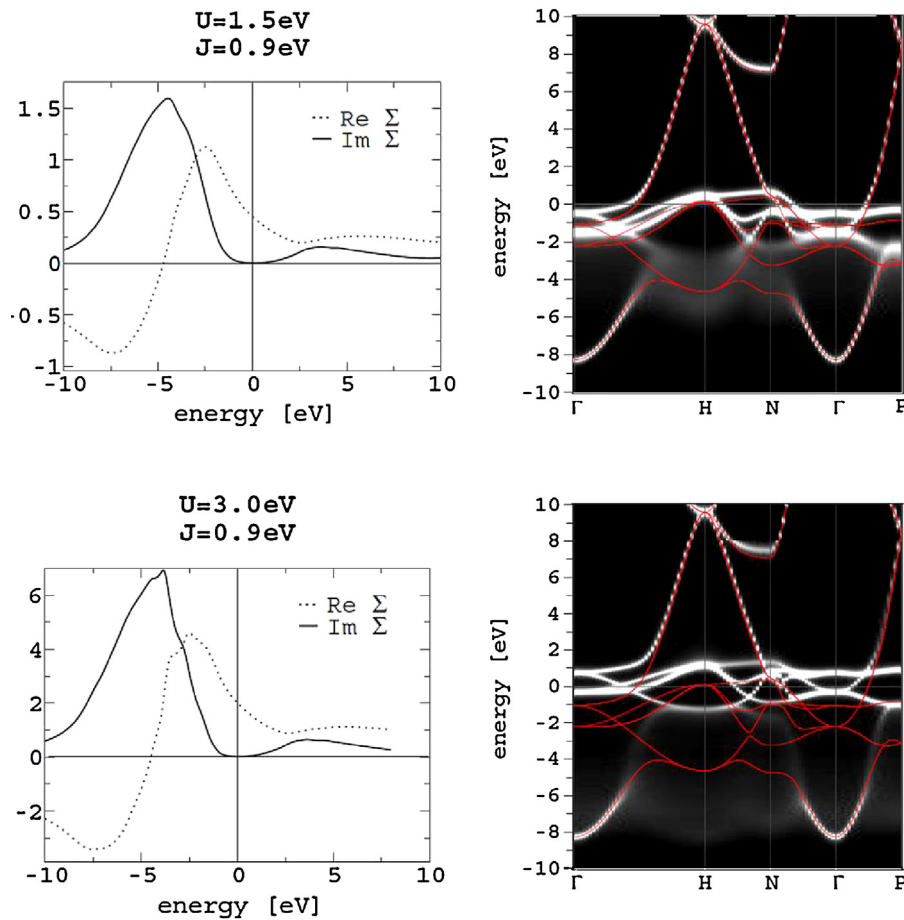 U=1.5eV
J=0.9eV
1.5
1
0.5
0
-0.5
-1
Re Σ
Im Σ
-10 -5 0 5 10
energy [eV]
energy [eV]
10
8
6
4
2
0
-2
-4
-6
-8
-10
Γ H N Γ P
U=3.0eV
J=0.9eV
6
4
2
0
-2
Re Σ
Im Σ
-10 -5 0 5 10
energy [eV]
energy [eV]
10
8
6
4
2
0
-2
-4
-6
-8
-10
Γ H N Γ P